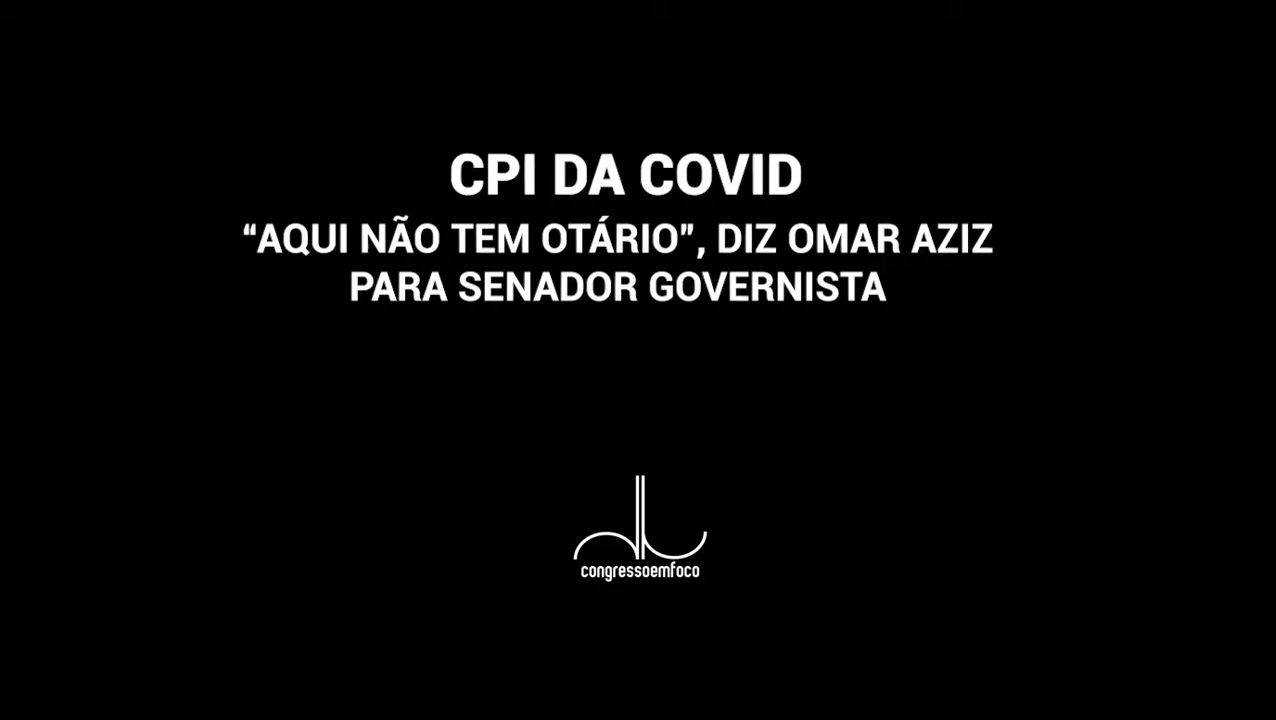 CPI DA COVID
“AQUI NÃO TEM OTÁRIO”, DIZ OMAR AZIZ
PARA SENADOR GOVERNISTA
congressoemfoco